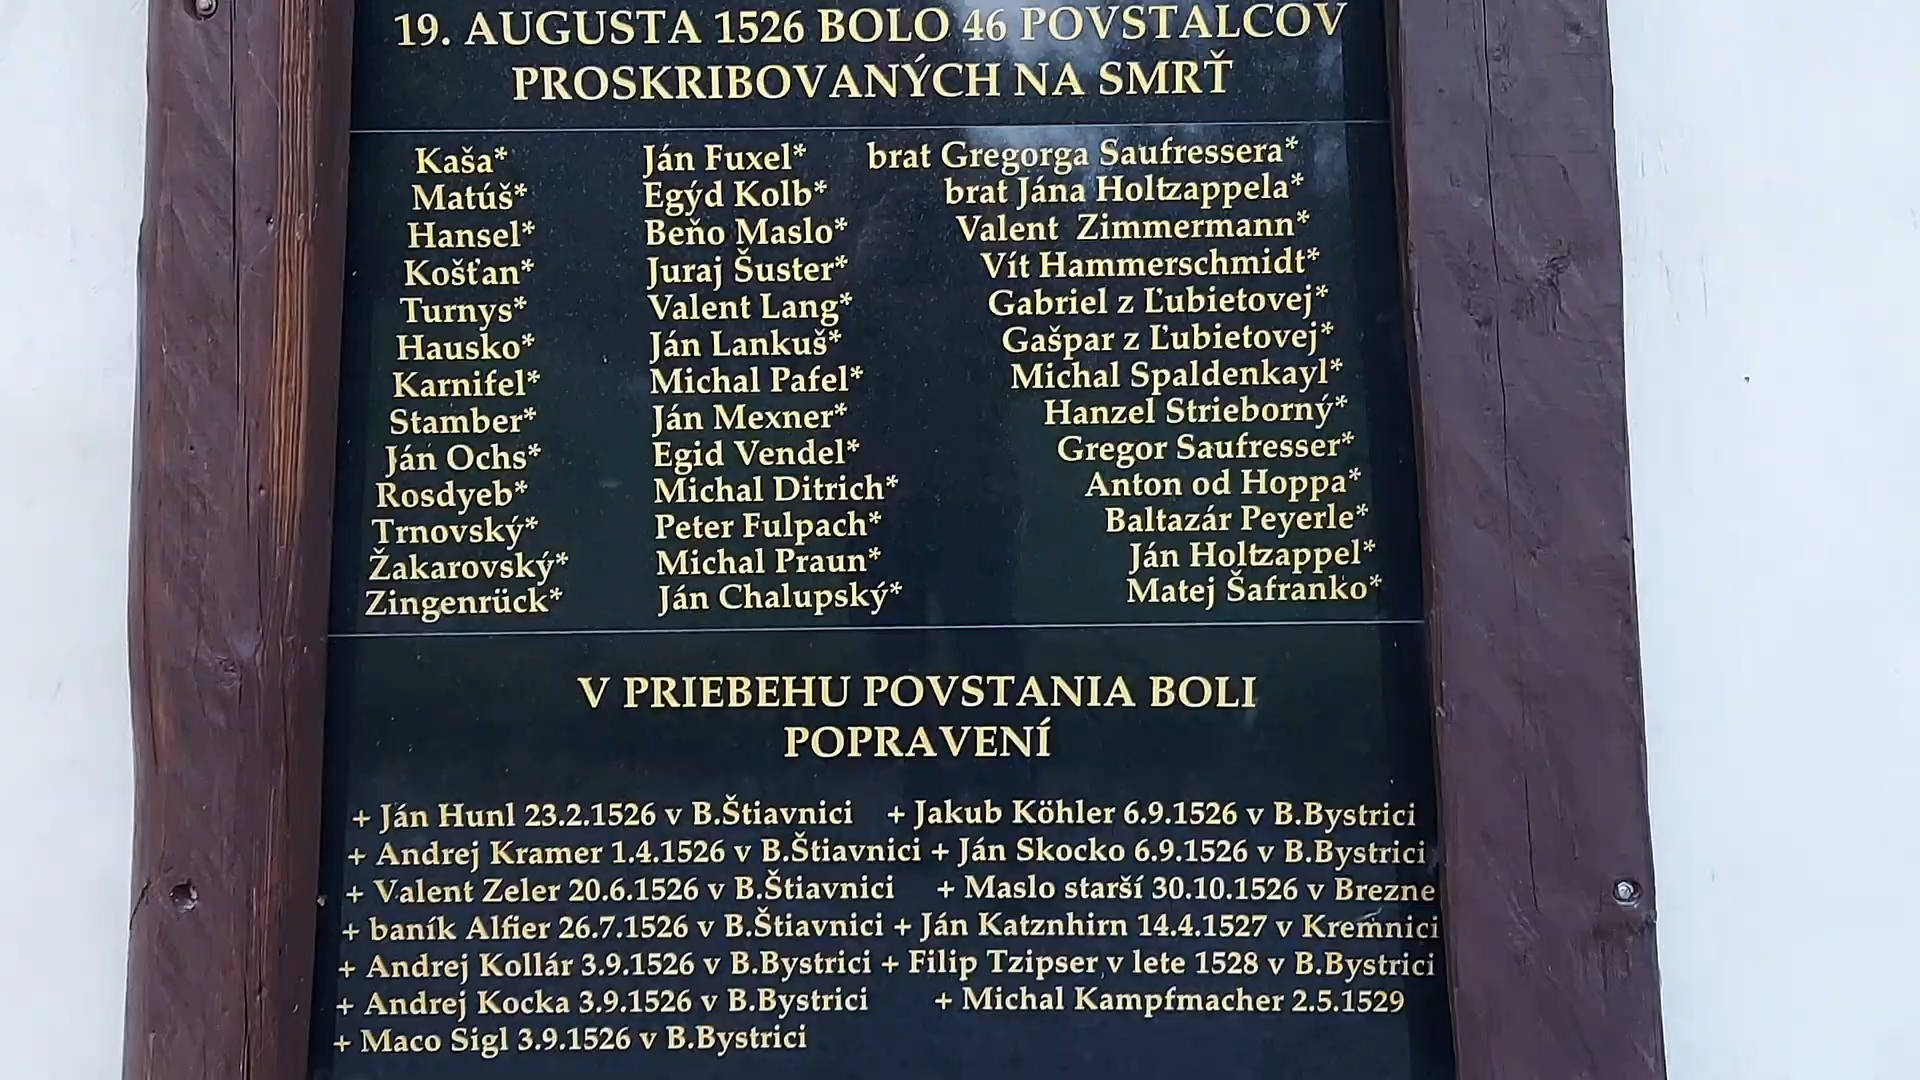 19. AUGUSTA 1526 BOLO 46 POVSTALCOV
PROSKRIBOVANÝCH NA SMRŤ
Kaša* Ján Fuxel* brat Gregorga Saufressera*
Matúš* Egýd Kolb* brat Jána Holtzappela*
Hansel* Beňo Maslo* Valent Zimmermann*
Košťan* Juraj Šuster* Vít Hammerschmidt*
Turnys* Valent Lang* Gabriel z Ľubietovej*
Hausko* Ján Lankuš* Gašpar z Ľubietovej*
Karnifel* Michal Pafel* Michal Spaldenkayl*
Stamber* Ján Mexner* Hanzel Strieborný*
Ján Ochs* Egid Vendel* Gregor Saufresser*
Rosdyeb* Michal Ditrich* Anton od Hoppa*
Trnovský* Peter Fulpach* Baltazár Peyerle*
Žakarovský* Michal Praun* Ján Holtzappel*
Zingenrück* Ján Chalupský* Matej Šafranko*
V PRIEBEHU POVSTANIA BOLI
POPRAVENÍ
+ Ján Hunl 23.2.1526 v B.Štiavnici + Jakub Köhler 6.9.1526 v B.Bystrici
+ Andrej Kramer 1.4.1526 v B.Štiavnici + Ján Skocko 6.9.1526 v B.Bystrici
+ Valent Zeler 20.6.1526 v B.Štiavnici + Maslo starší 30.10.1526 v Brezne
+ baník Alfier 26.7.1526 v B.Štiavnici + Ján Katznhirn 14.4.1527 v Kremnici
+ Andrej Kollár 3.9.1526 v B.Bystrici + Filip Tzipser v lete 1528 v B.Bystrici
+ Andrej Kocka 3.9.1526 v B.Bystrici + Michal Kampfmacher 2.5.1529
+ Maco Sigl 3.9.1526 v B.Bystrici